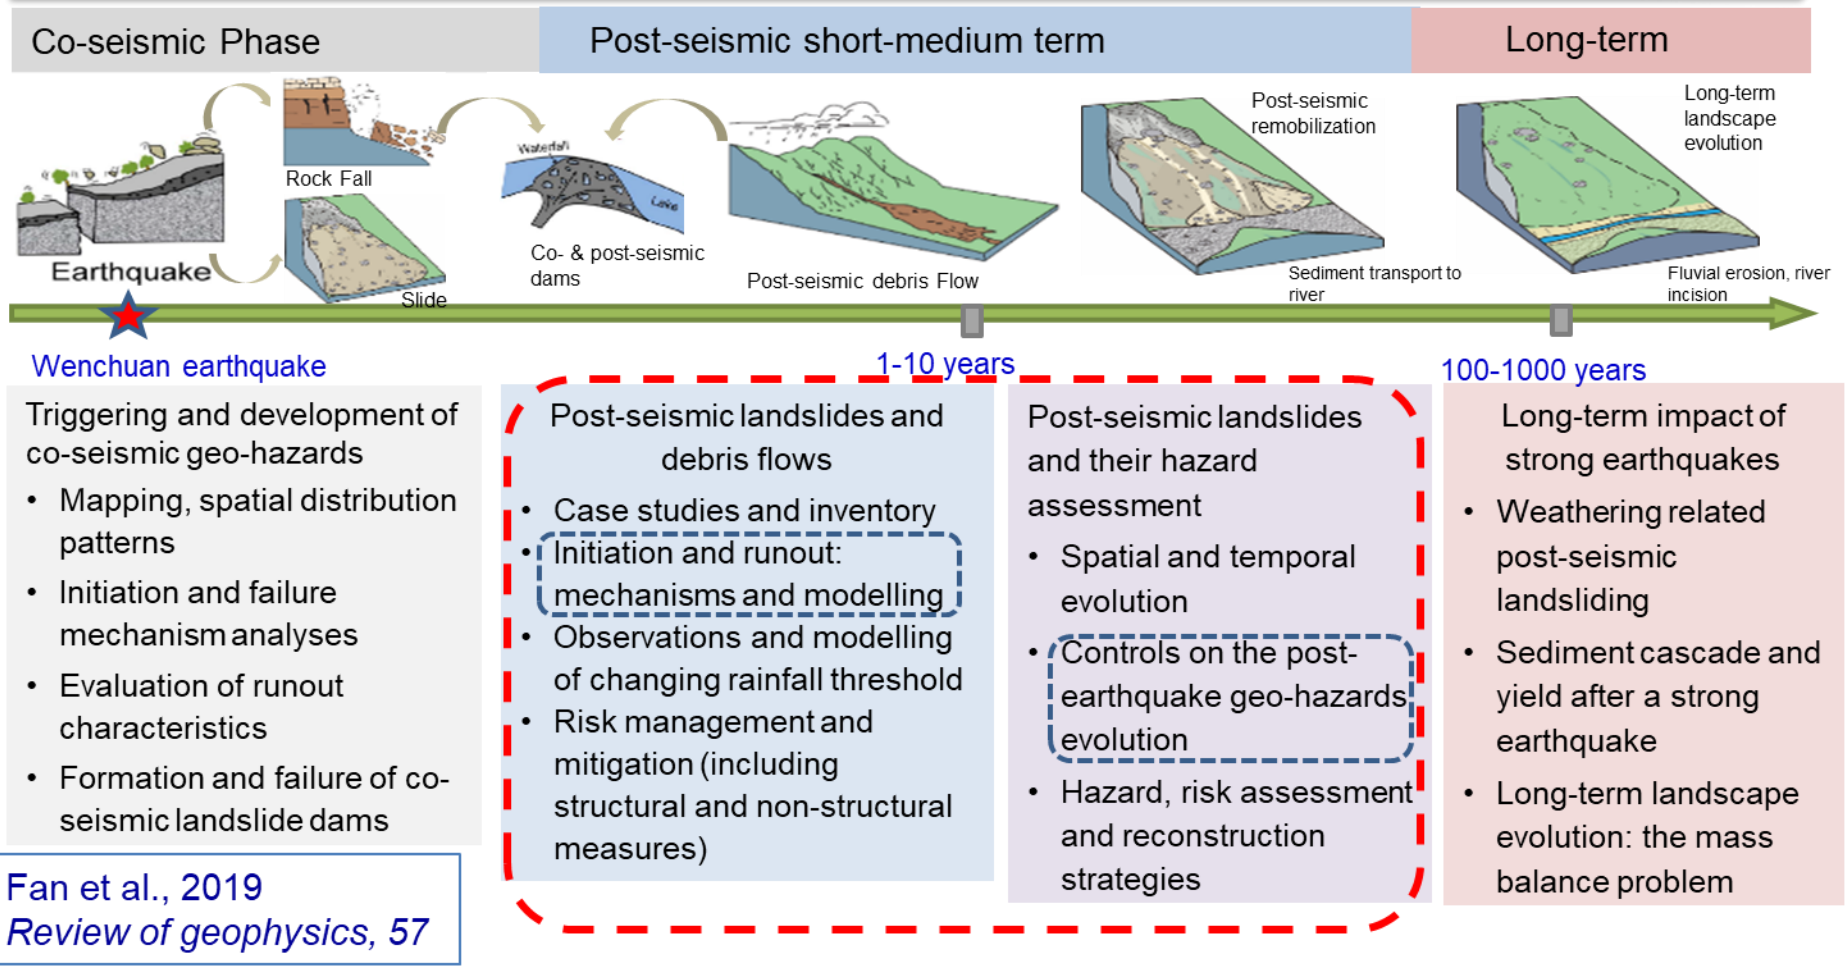 Co-seismic Phase
Post-seismic short-medium term
Long-term
Rock Fall
Earthquake
Slide
Waterfall
Lake
Co- & post-seismic
dams
Post-seismic debris Flow
Post-seismic
remobilization
Sediment transport to
river
Long-term
landscape
evolution
Fluvial erosion, river
incision
Wenchuan earthquake
1-10 years
100-1000 years
Triggering and development of
co-seismic geo-hazards
• Mapping, spatial distribution
patterns
• Initiation and failure
mechanism analyses
• Evaluation of runout
characteristics
• Formation and failure of co-
seismic landslide dams
Post-seismic landslides and
debris flows
• Case studies and inventory
• Initiation and runout:
mechanisms and modelling
• Observations and modelling
of changing rainfall threshold
• Risk management and
mitigation (including
structural and non-structural
measures)
Post-seismic landslides
and their hazard
assessment
• Spatial and temporal
evolution
• Controls on the post-
earthquake geo-hazards
evolution
• Hazard, risk assessment
and reconstruction
strategies
Long-term impact of
strong earthquakes
• Weathering related
post-seismic
landsliding
• Sediment cascade and
yield after a strong
earthquake
• Long-term landscape
evolution: the mass
balance problem
Fan et al., 2019
Review of geophysics, 57